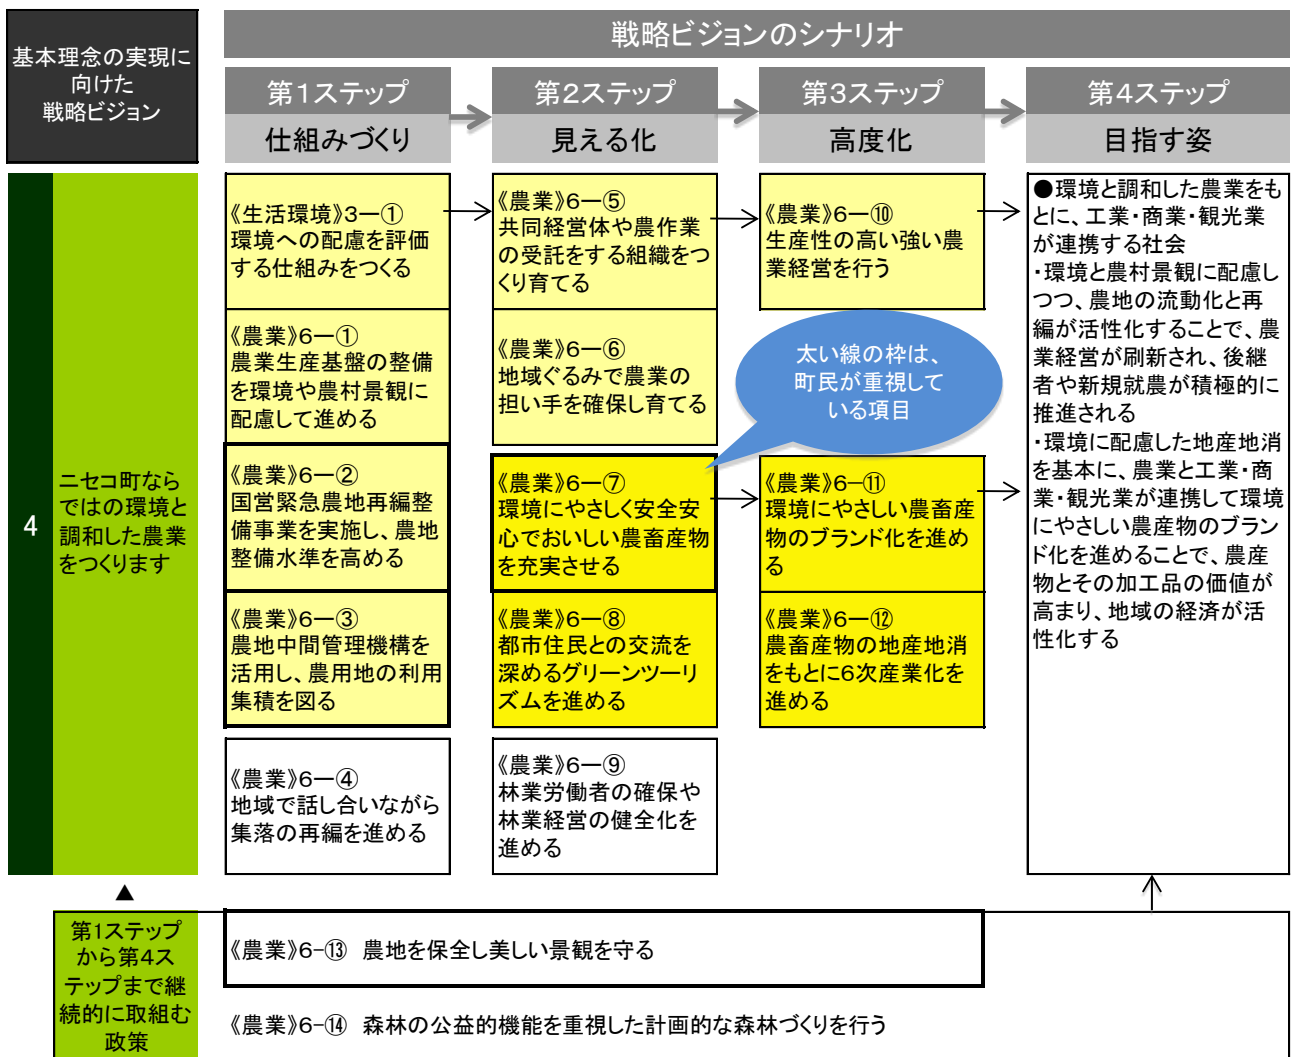 基本理念の実現に
向けた
戦略ビジョン
戦略ビジョンのシナリオ
第1ステップ
仕組みづくり
第2ステップ
見える化
第3ステップ
高度化
第4ステップ
目指す姿
4
ニセコ町なら
ではの環境と
調和した農業
をつくります
《生活環境》3―①
環境への配慮を評価
する仕組みをつくる
《農業》6―①
農業生産基盤の整備
を環境や農村景観に
配慮して進める
《農業》6―②
国営緊急農地再編整
備事業を実施し、農地
整備水準を高める
《農業》6―③
農地中間管理機構を
活用し、農用地の利用
集積を図る
《農業》6―④
地域で話し合いながら
集落の再編を進める
《農業》6―⑤
共同経営体や農作業
の受託をする組織をつ
くり育てる
《農業》6―⑥
地域ぐるみで農業の
担い手を確保し育てる
《農業》6―⑦
環境にやさしく安全安
心でおいしい農畜産物
を充実させる
《農業》6―⑧
都市住民との交流を
深めるグリーンツーリ
ズムを進める
《農業》6―⑨
林業労働者の確保や
林業経営の健全化を
進める
《農業》6―⑩
生産性の高い強い農
業経営を行う
太い線の枠は、
町民が重視して
いる項目
《農業》6-⑪
環境にやさしい農畜産
物のブランド化を進め
る
《農業》6―⑫
農畜産物の地産地消
をもとに6次産業化を
進める
●環境と調和した農業をも
とに、工業・商業・観光業
が連携する社会
・環境と農村景観に配慮し
つつ、農地の流動化と再
編が活性化することで、農
業経営が刷新され、後継
者や新規就農が積極的に
推進される
・環境に配慮した地産地消
を基本に、農業と工業・商
業・観光業が連携して環境
にやさしい農産物のブラン
ド化を進めることで、農産
物とその加工品の価値が
高まり、地域の経済が活
性化する
▲
第1ステップ
から第4ス
テップまで継
続的に取組む
政策
《農業》6-⑬ 農地を保全し美しい景観を守る
《農業》6-⑭ 森林の公益的機能を重視した計画的な森林づくりを行う